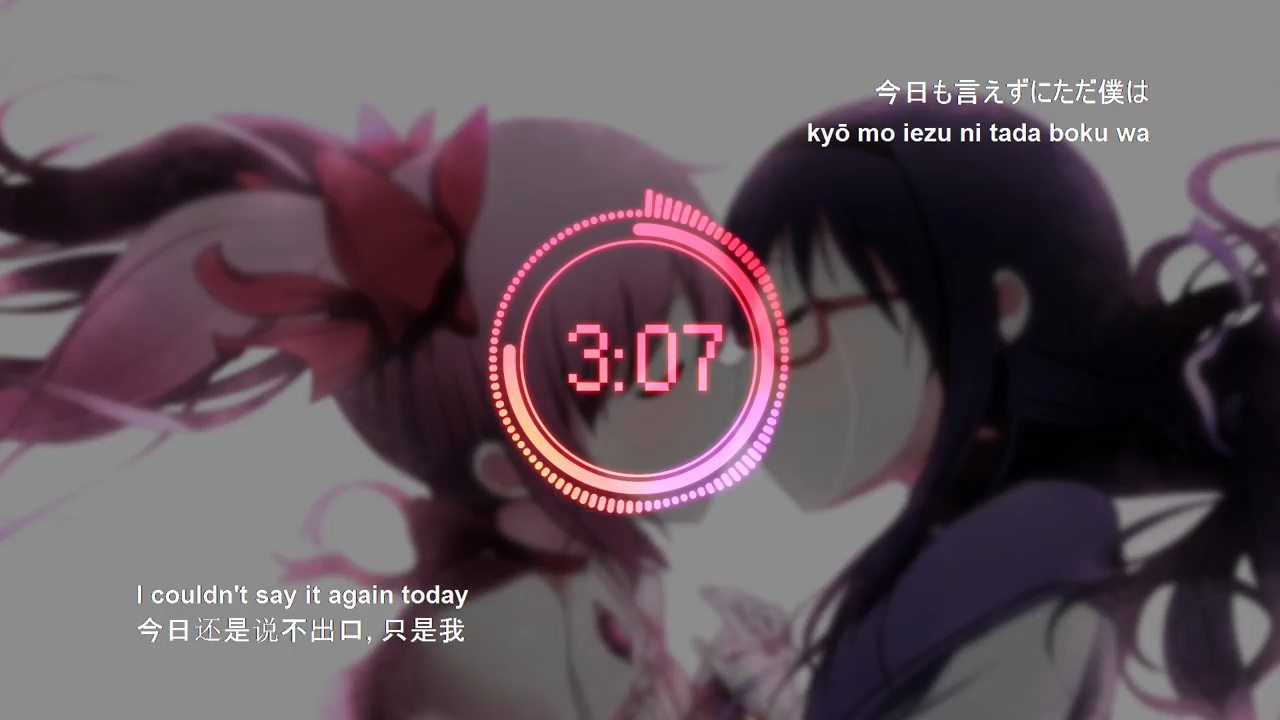 今日も言えずにただ僕は
kyō mo iezu ni tada boku wa
3:07
I couldn't say it again today
今日还是说不出口, 只是我